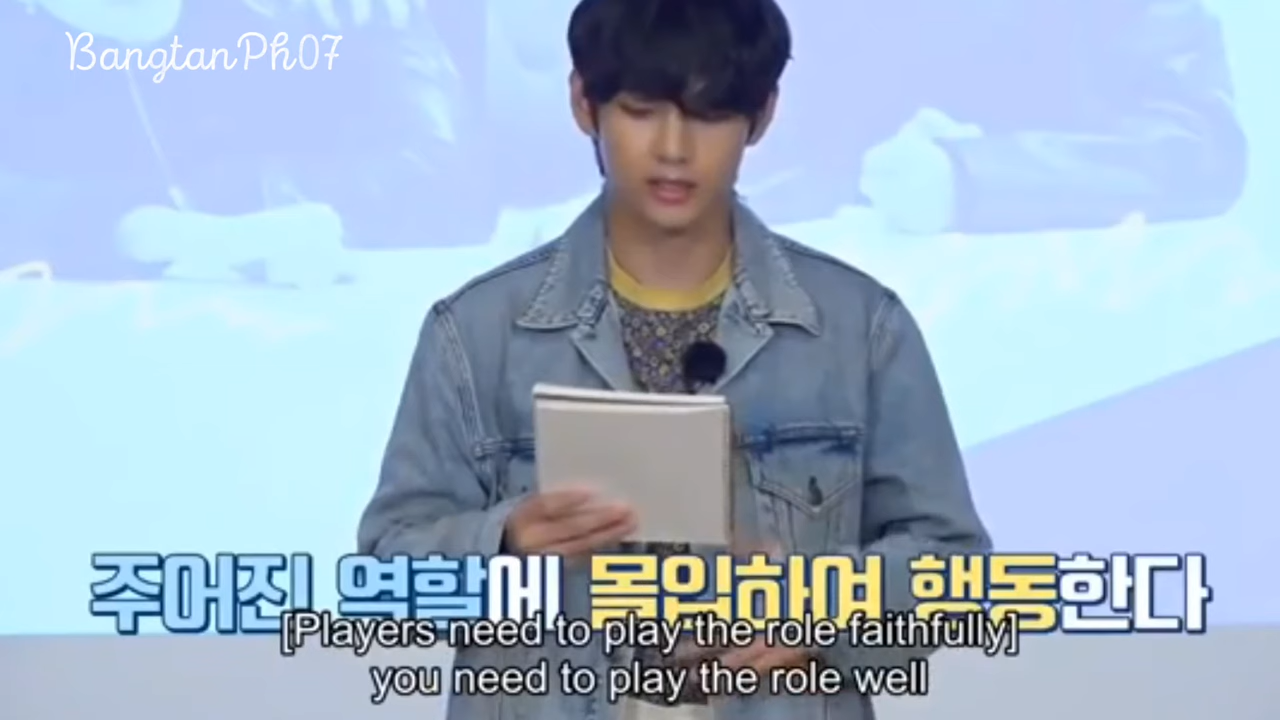 BangtanPh07
주어진 역할에 몰입하여 행동한다
[Players need to play the role faithfully]
you need to play the role well